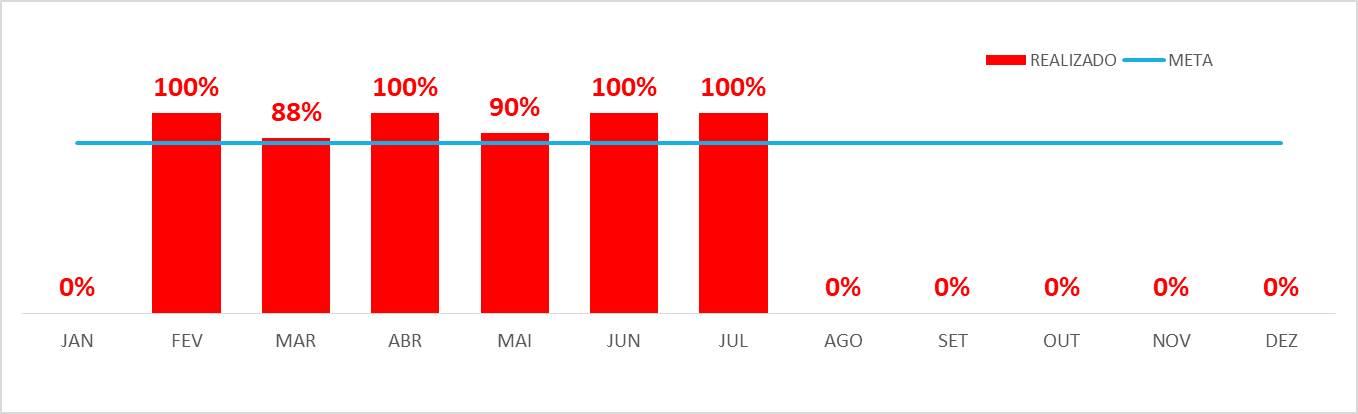 REALIZADO META
100% 88% 100% 90% 100% 100%
0% 0% 0% 0% 0% 0%
JAN FEV MAR ABR MAI JUN JUL AGO SET OUT NOV DEZ